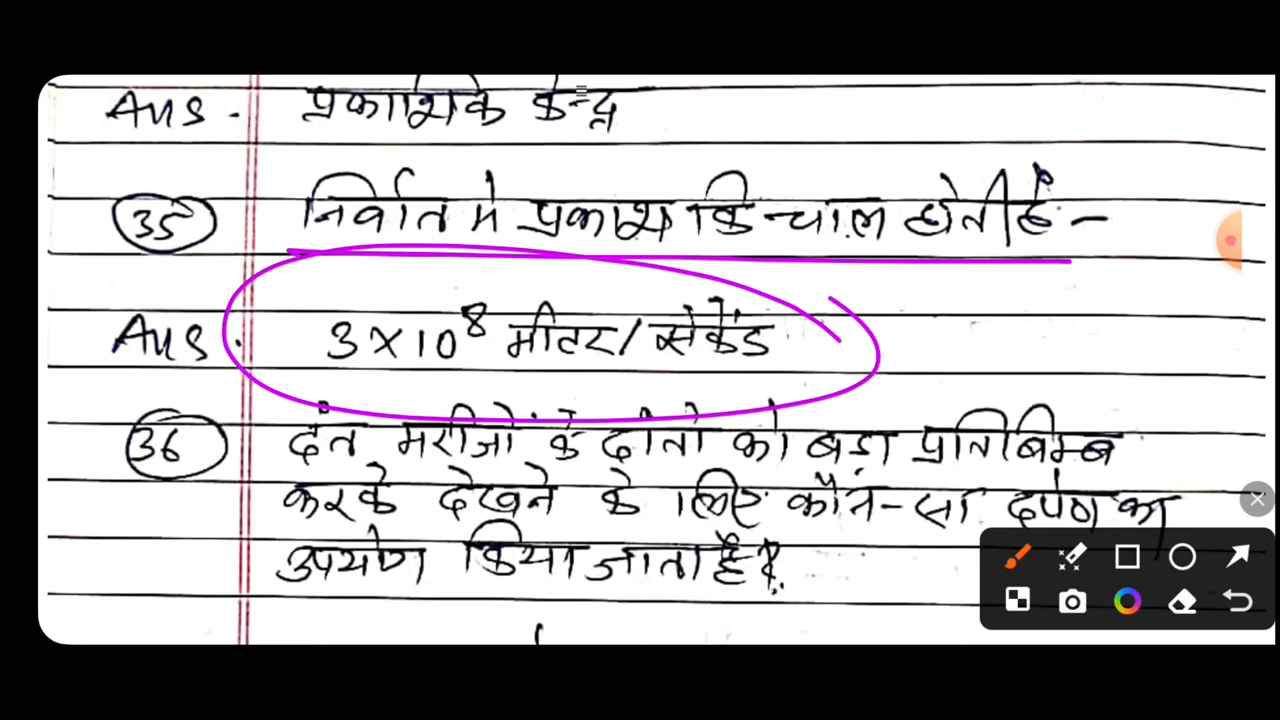 Ans. प्रकाशिक केन्द्र
35 निर्वात मे प्रकाश कि चाल होती है -
Ans. 3 × 10⁸ मीटर/सेकेंड
36 दंत मरीजों के दाँतो को बड़ा प्रतिबिम्ब
करके देखने के लिए कौन-सा दर्पण का
उपयोग किया जाता है?